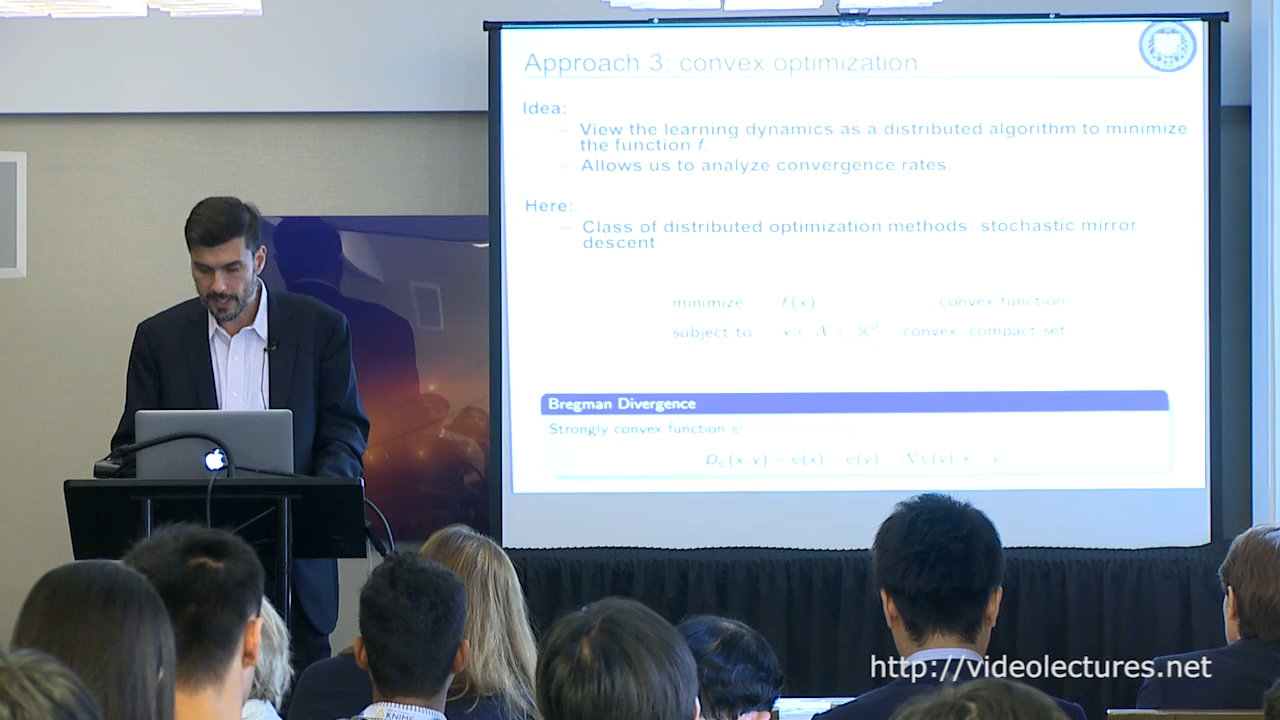 Approach 3: convex optimization
Idea:
– View the learning dynamics as a distributed algorithm to minimize
the function f.
– Allows us to analyze convergence rates.
Here:
– Class of distributed optimization methods: stochastic mirror
descent
minimize f(x) convex function
subject to convex, compact set
Bregman Divergence
Strongly convex function
KNIME
http://videolectures.net